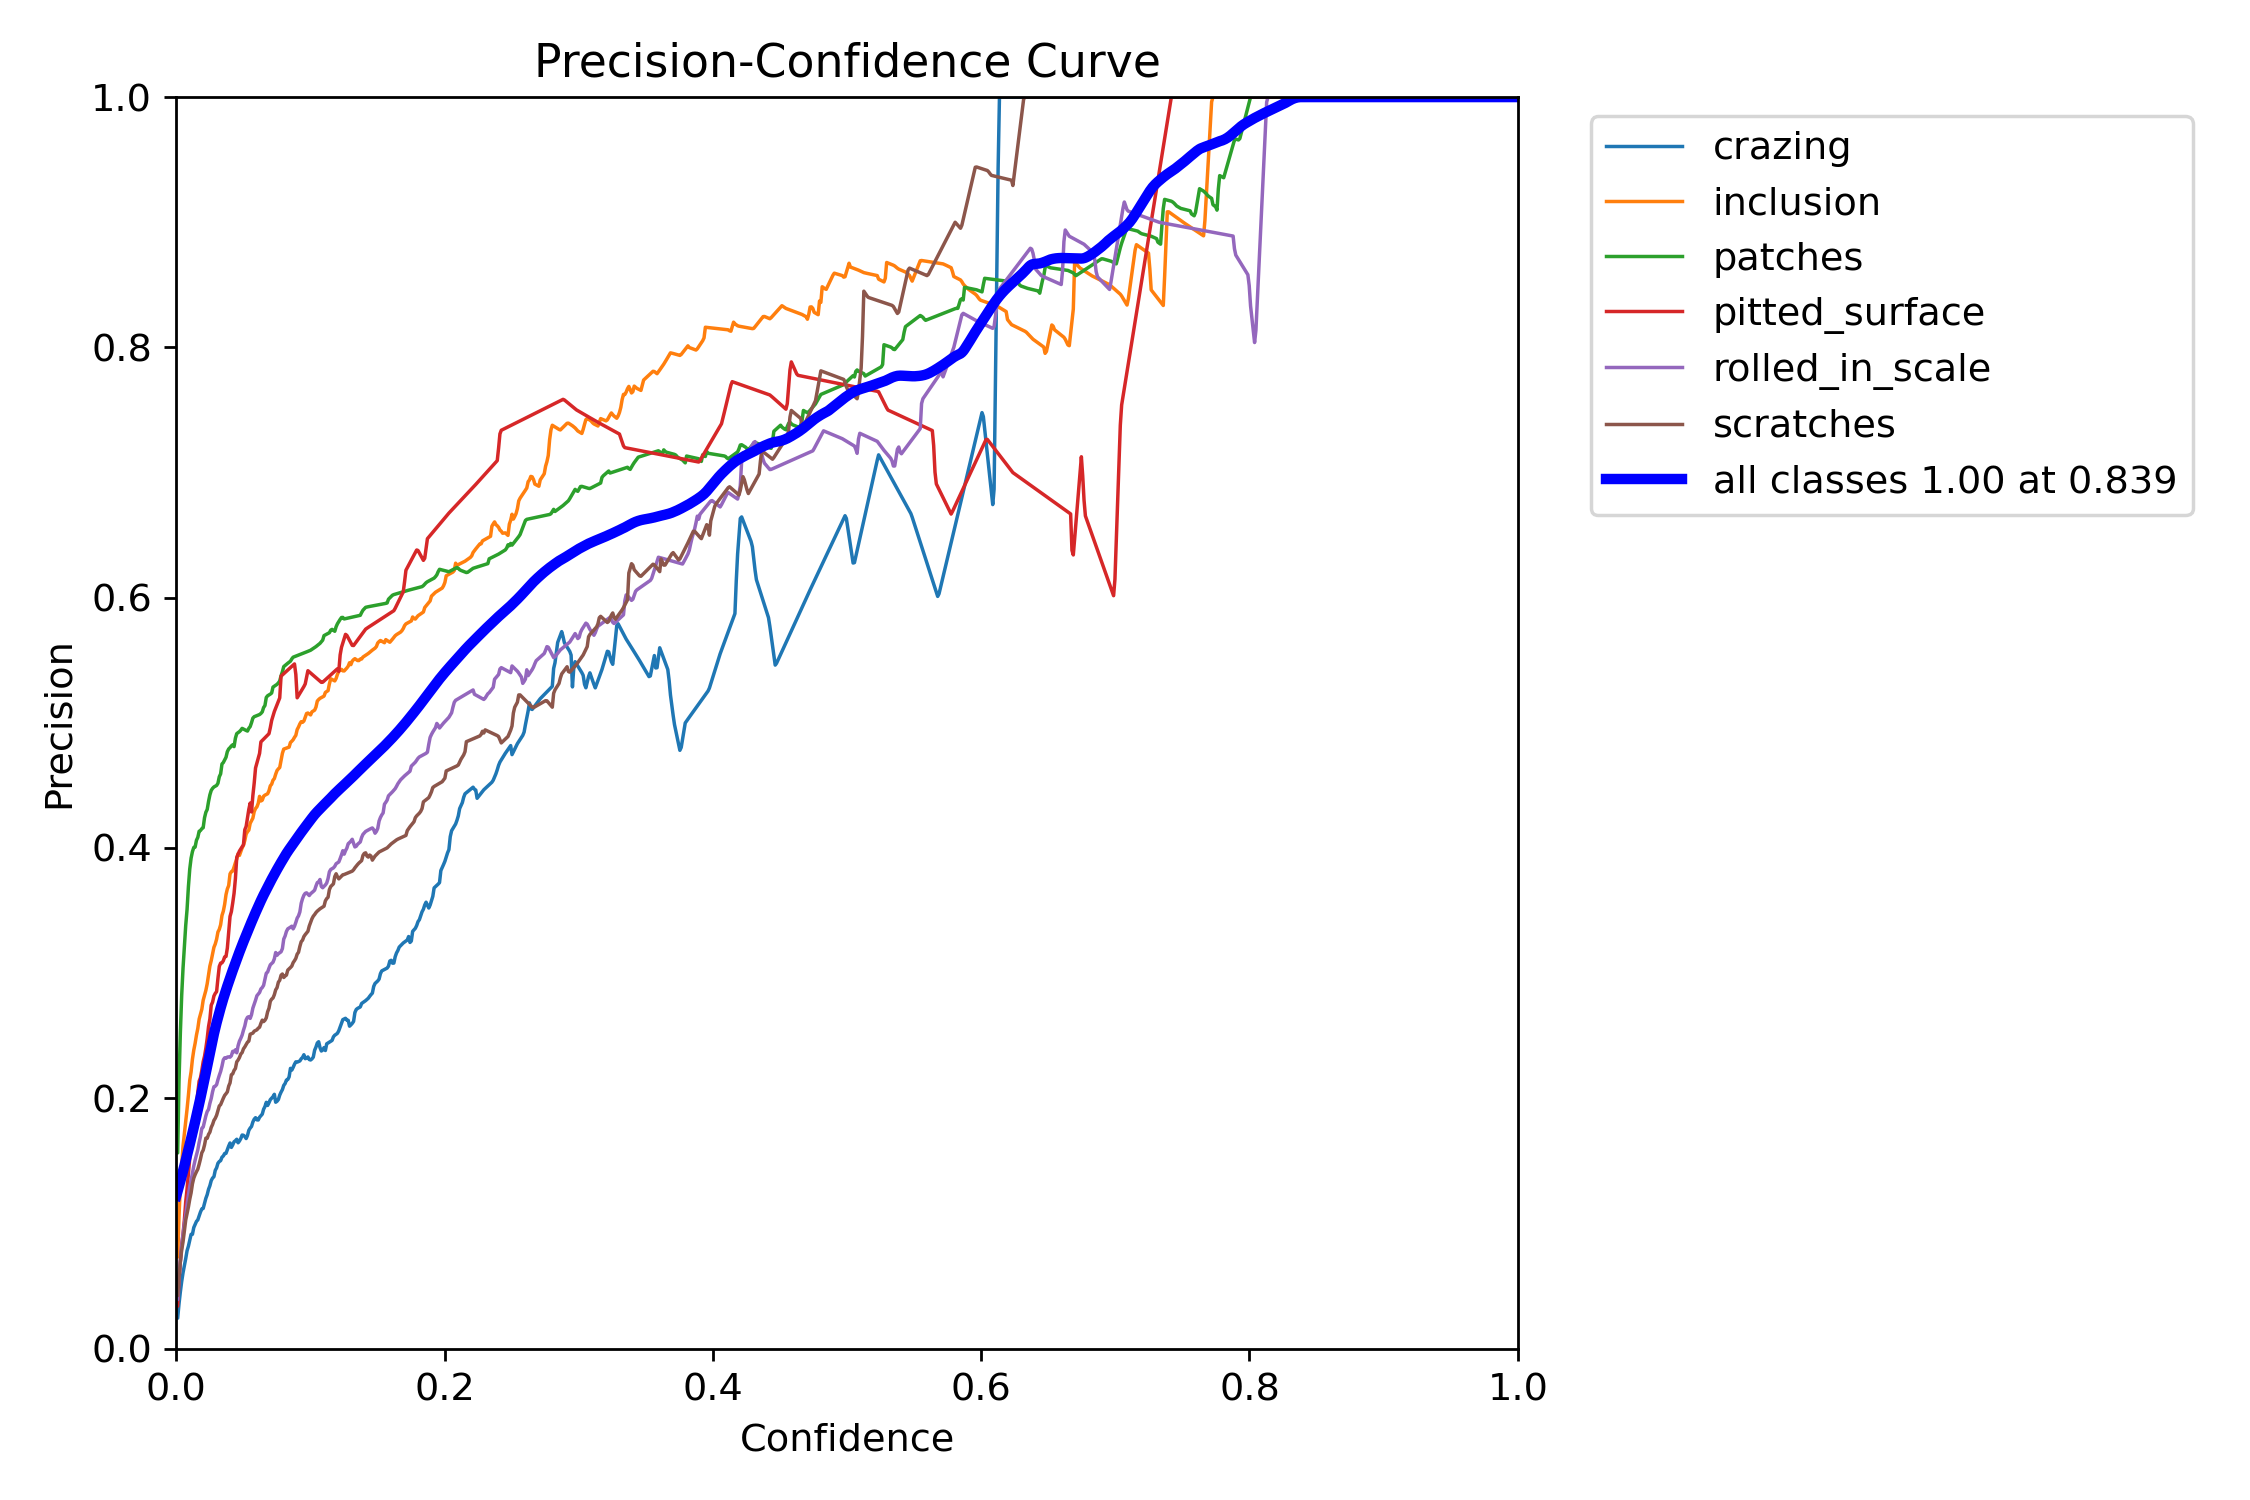 Precision-Confidence Curve
1.0
0.8
0.6
0.4
0.2
0.0
Precision
0.0 0.2 0.4 0.6 0.8 1.0
Confidence
crazing
inclusion
patches
pitted_surface
rolled_in_scale
scratches
all classes 1.00 at 0.839